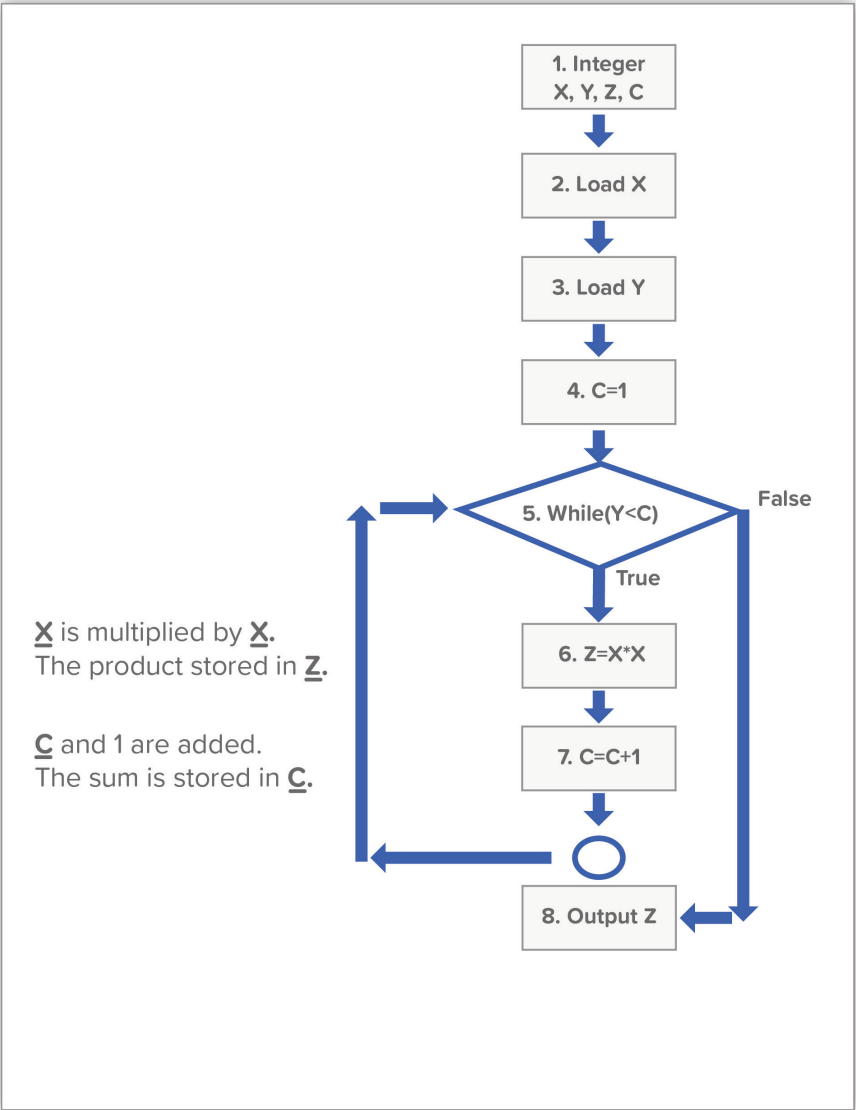 1. Integer
X, Y, Z, C
2. Load X
3. Load Y
4. C=1
5. While(Y<C)
False
True
6. Z=X*X
7. C=C+1
8. Output Z
X is multiplied by X.
The product stored in Z.
C and 1 are added.
The sum is stored in C.